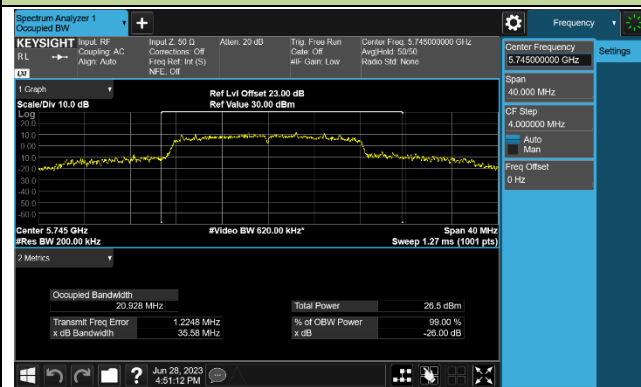 Spectrum Analyzer 1
Occupied BW
Frequency
KEYSIGHT
RL
LXI
Input: RF
Coupling: AC
Align: Auto
Input Z: 50 Ω
Corrections: Off
Freq Ref: Int (S)
NFE: Off
Atten: 20 dB
Trig: Free Run
Gate: Off
#IF Gain: Low
Center Freq: 5.745000000 GHz
Avg|Hold: 50/50
Radio Std: None
Center Frequency
5.745000000 GHz
Settings
Span
40.000 MHz
CF Step
4.000000 MHz
Auto
Man
Freq Offset
0 Hz
1 Graph
Scale/Div 10.0 dB
Ref Lvl Offset 23.00 dB
Ref Value 30.00 dBm
Log
20.0
10.0
0.00
-10.0
-20.0
-30.0
-40.0
-50.0
-60.0
Center 5.745 GHz
#Video BW 620.00 kHz*
Span 40 MHz
#Res BW 200.00 kHz
Sweep 1.27 ms (1001 pts)
2 Metrics
Occupied Bandwidth
20.928 MHz
Total Power 26.5 dBm
Transmit Freq Error 1.2248 MHz
% of OBW Power 99.00 %
x dB Bandwidth 35.58 MHz
x dB -26.00 dB
?
Jun 28, 2023
4:51:12 PM